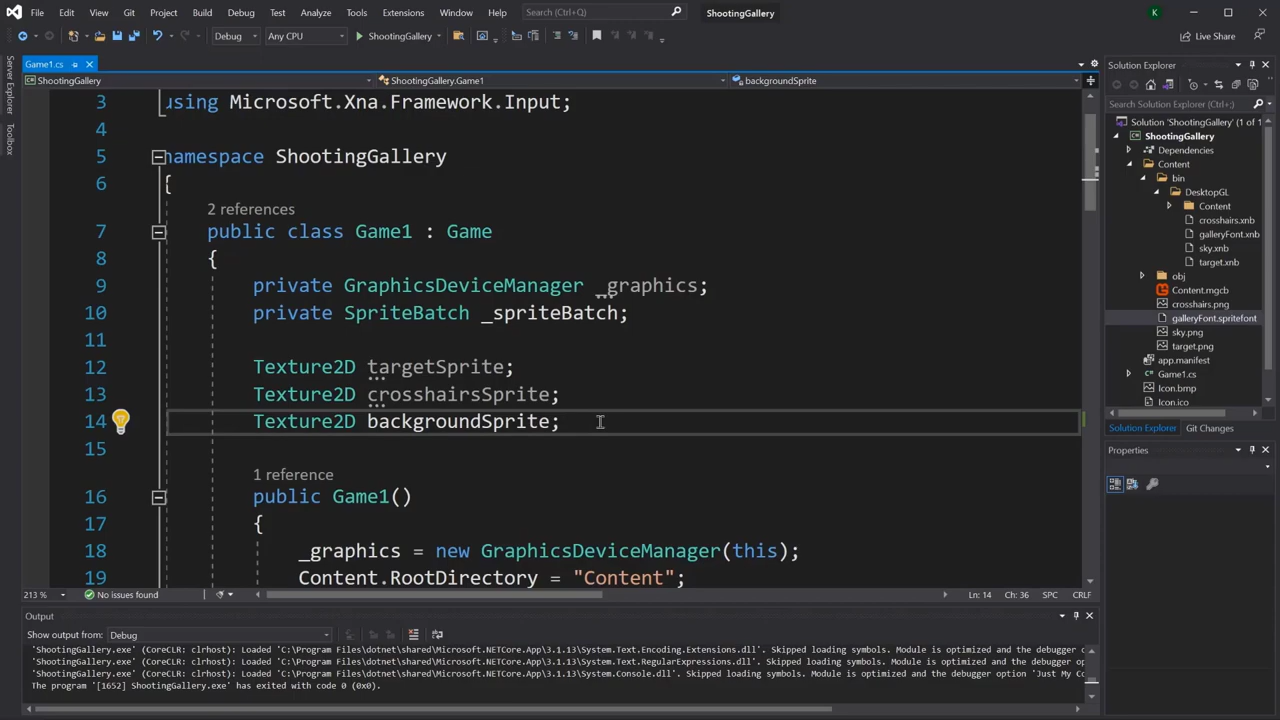 File Edit View Git Project Build Debug Test Analyze Tools Extensions Window Help Search (Ctrl+Q) ShootingGallery K
Debug Any CPU ShootingGallery Live Share
Server Explorer
Toolbox
Game1.cs
ShootingGallery ShootingGallery.Game1 backgroundSprite
3 using Microsoft.Xna.Framework.Input;
4
5 namespace ShootingGallery
6 {
2 references
7 public class Game1 : Game
8 {
9 private GraphicsDeviceManager _graphics;
10 private SpriteBatch _spriteBatch;
11
12 Texture2D targetSprite;
13 Texture2D crosshairsSprite;
14 Texture2D backgroundSprite;
15
1 reference
16 public Game1()
17 {
18 _graphics = new GraphicsDeviceManager(this);
19 Content.RootDirectory = "Content";
213 % No issues found Ln: 14 Ch: 36 SPC CRLF
Output
Show output from: Debug
'ShootingGallery.exe' (CoreCLR: clrhost): Loaded 'C:\Program Files\dotnet\shared\Microsoft.NETCore.App\3.1.13\System.Text.Encoding.Extensions.dll'. Skipped loading symbols. Module is optimized and the debugger o
'ShootingGallery.exe' (CoreCLR: clrhost): Loaded 'C:\Program Files\dotnet\shared\Microsoft.NETCore.App\3.1.13\System.Text.RegularExpressions.dll'. Skipped loading symbols. Module is optimized and the debugger op
'ShootingGallery.exe' (CoreCLR: clrhost): Loaded 'C:\Program Files\dotnet\shared\Microsoft.NETCore.App\3.1.13\System.Console.dll'. Skipped loading symbols. Module is optimized and the debugger option 'Just My Co
The program '[1652] ShootingGallery.exe' has exited with code 0 (0x0).
Solution Explorer
Search Solution Explorer (Ctrl+;)
Solution 'ShootingGallery' (1 of 1
ShootingGallery
Dependencies
Content
bin
DesktopGL
Content
crosshairs.xnb
galleryFont.xnb
sky.xnb
target.xnb
obj
Content.mgcb
crosshairs.png
galleryFont.spritefont
sky.png
target.png
app.manifest
Game1.cs
Icon.bmp
Icon.ico
Solution Explorer Git Changes
Properties